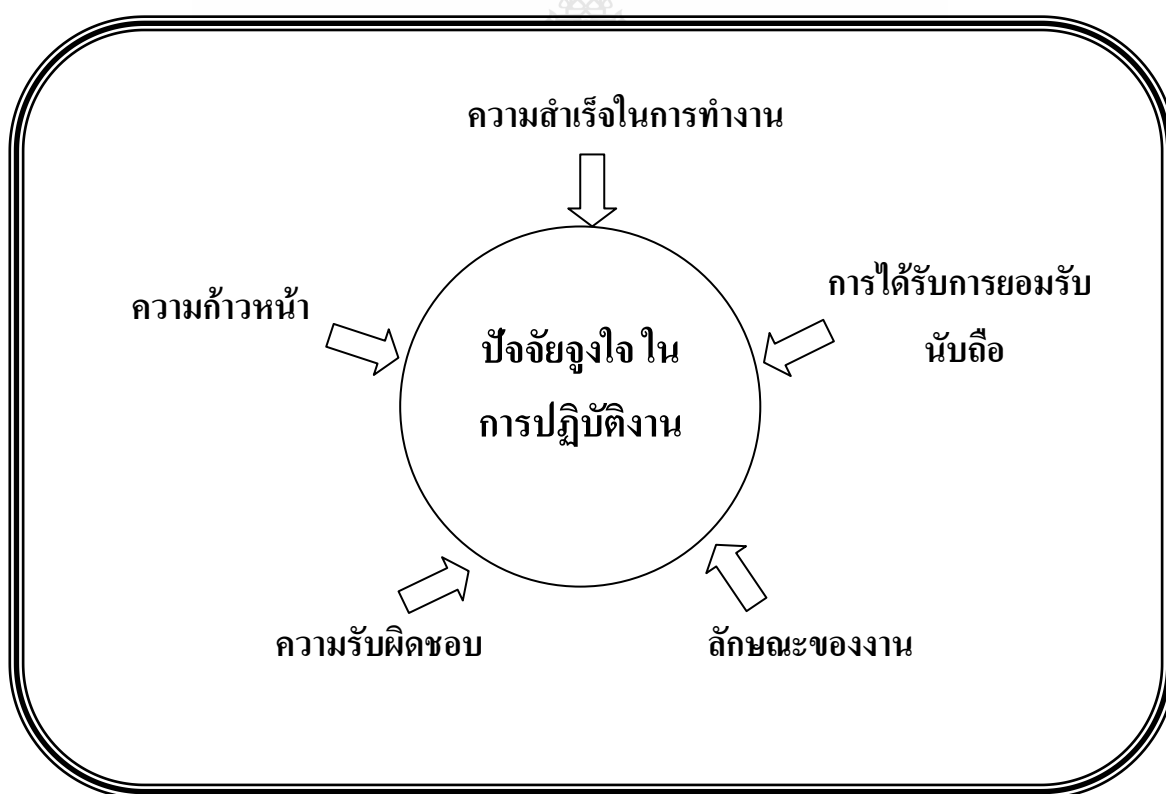 ความสำเร็จในการทำงาน
การได้รับการยอมรับ
นับถือ
ความก้าวหน้า
ปัจจัยจูงใจ ใน
การปฏิบัติงาน
ความรับผิดชอบ
ลักษณะของงาน